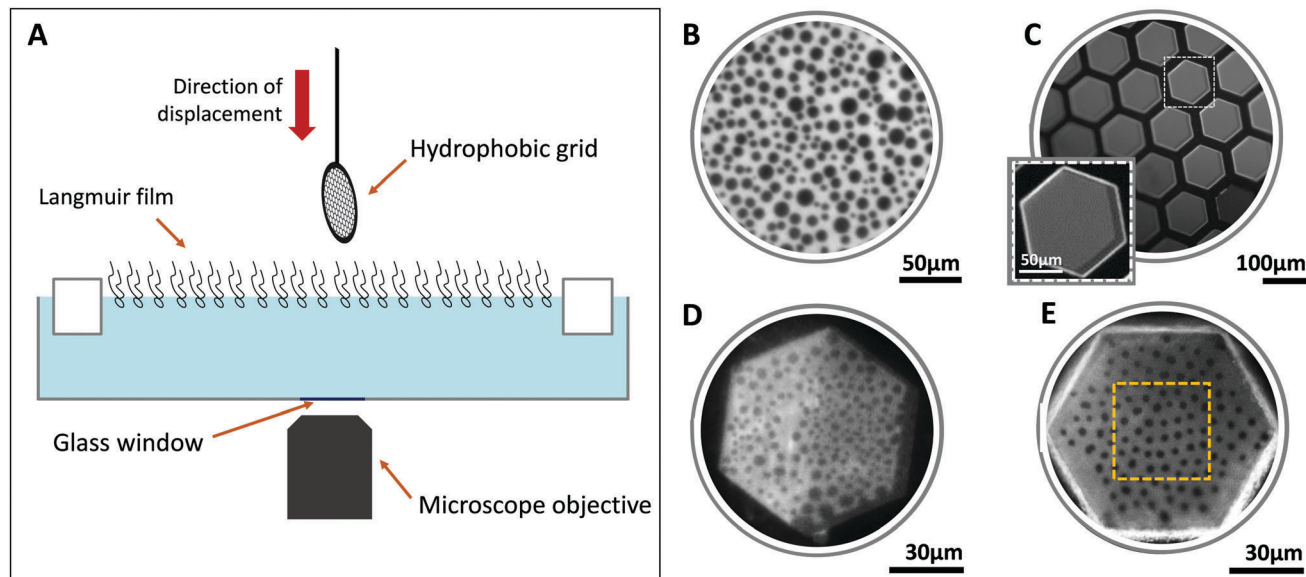 A
Direction of
displacement
Hydrophobic grid
Langmuir film
Glass window
Microscope objective
B
50μm
C
50μm
100μm
D
30μm
E
30μm